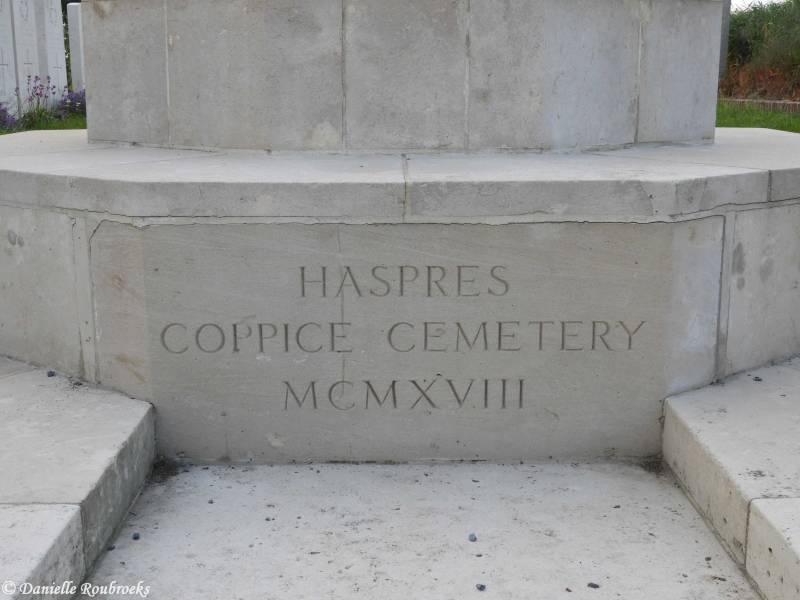 HASPRES
COPPICE CEMETERY
MCMXVIII
©Danielle Roubroeks